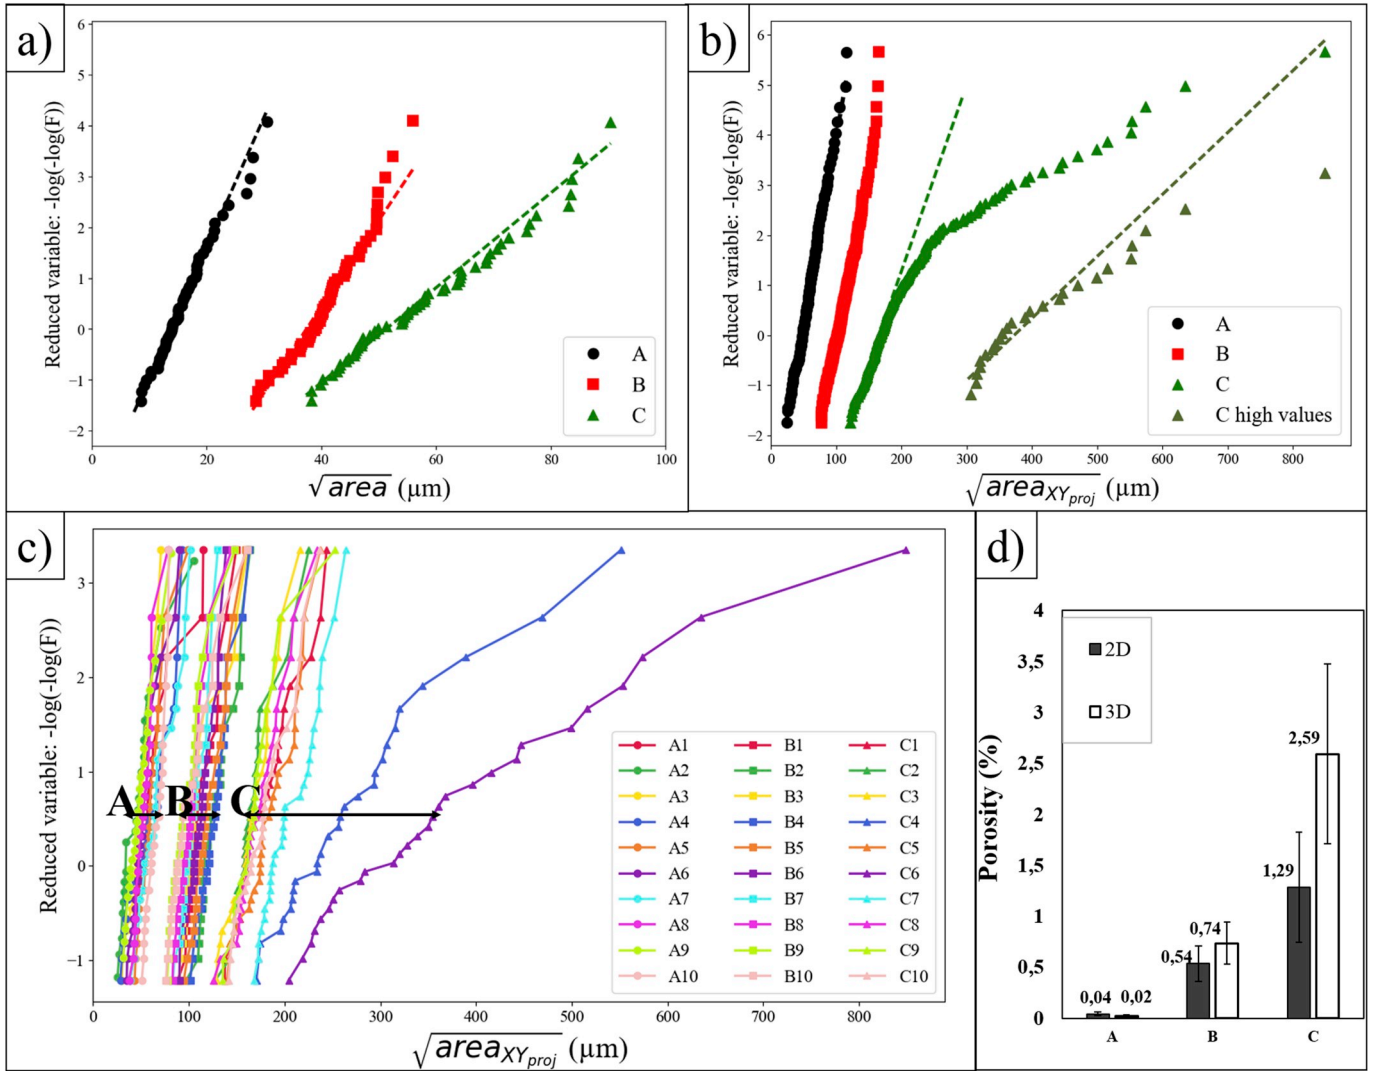 a)
Reduced variable: -log(-log(F))
6
5
4
3
2
1
0
−1
−2
0 20 40 60 80 100
√area (µm)
A
B
C
b)
Reduced variable: -log(-log(F))
6
5
4
3
2
1
0
−1
−2
0 100 200 300 400 500 600 700 800
√areaXYproj (µm)
A
B
C
C high values
c)
Reduced variable: -log(-log(F))
3
2
1
0
−1
0 100 200 300 400 500 600 700 800
√areaXYproj (µm)
A B C
A1 B1 C1
A2 B2 C2
A3 B3 C3
A4 B4 C4
A5 B5 C5
A6 B6 C6
A7 B7 C7
A8 B8 C8
A9 B9 C9
A10 B10 C10
d)
Porosity (%)
4
3,5
3
2,5
2
1,5
1
0,5
0
2D
3D
0,04 0,02
0,54 0,74
1,29 2,59
A B C